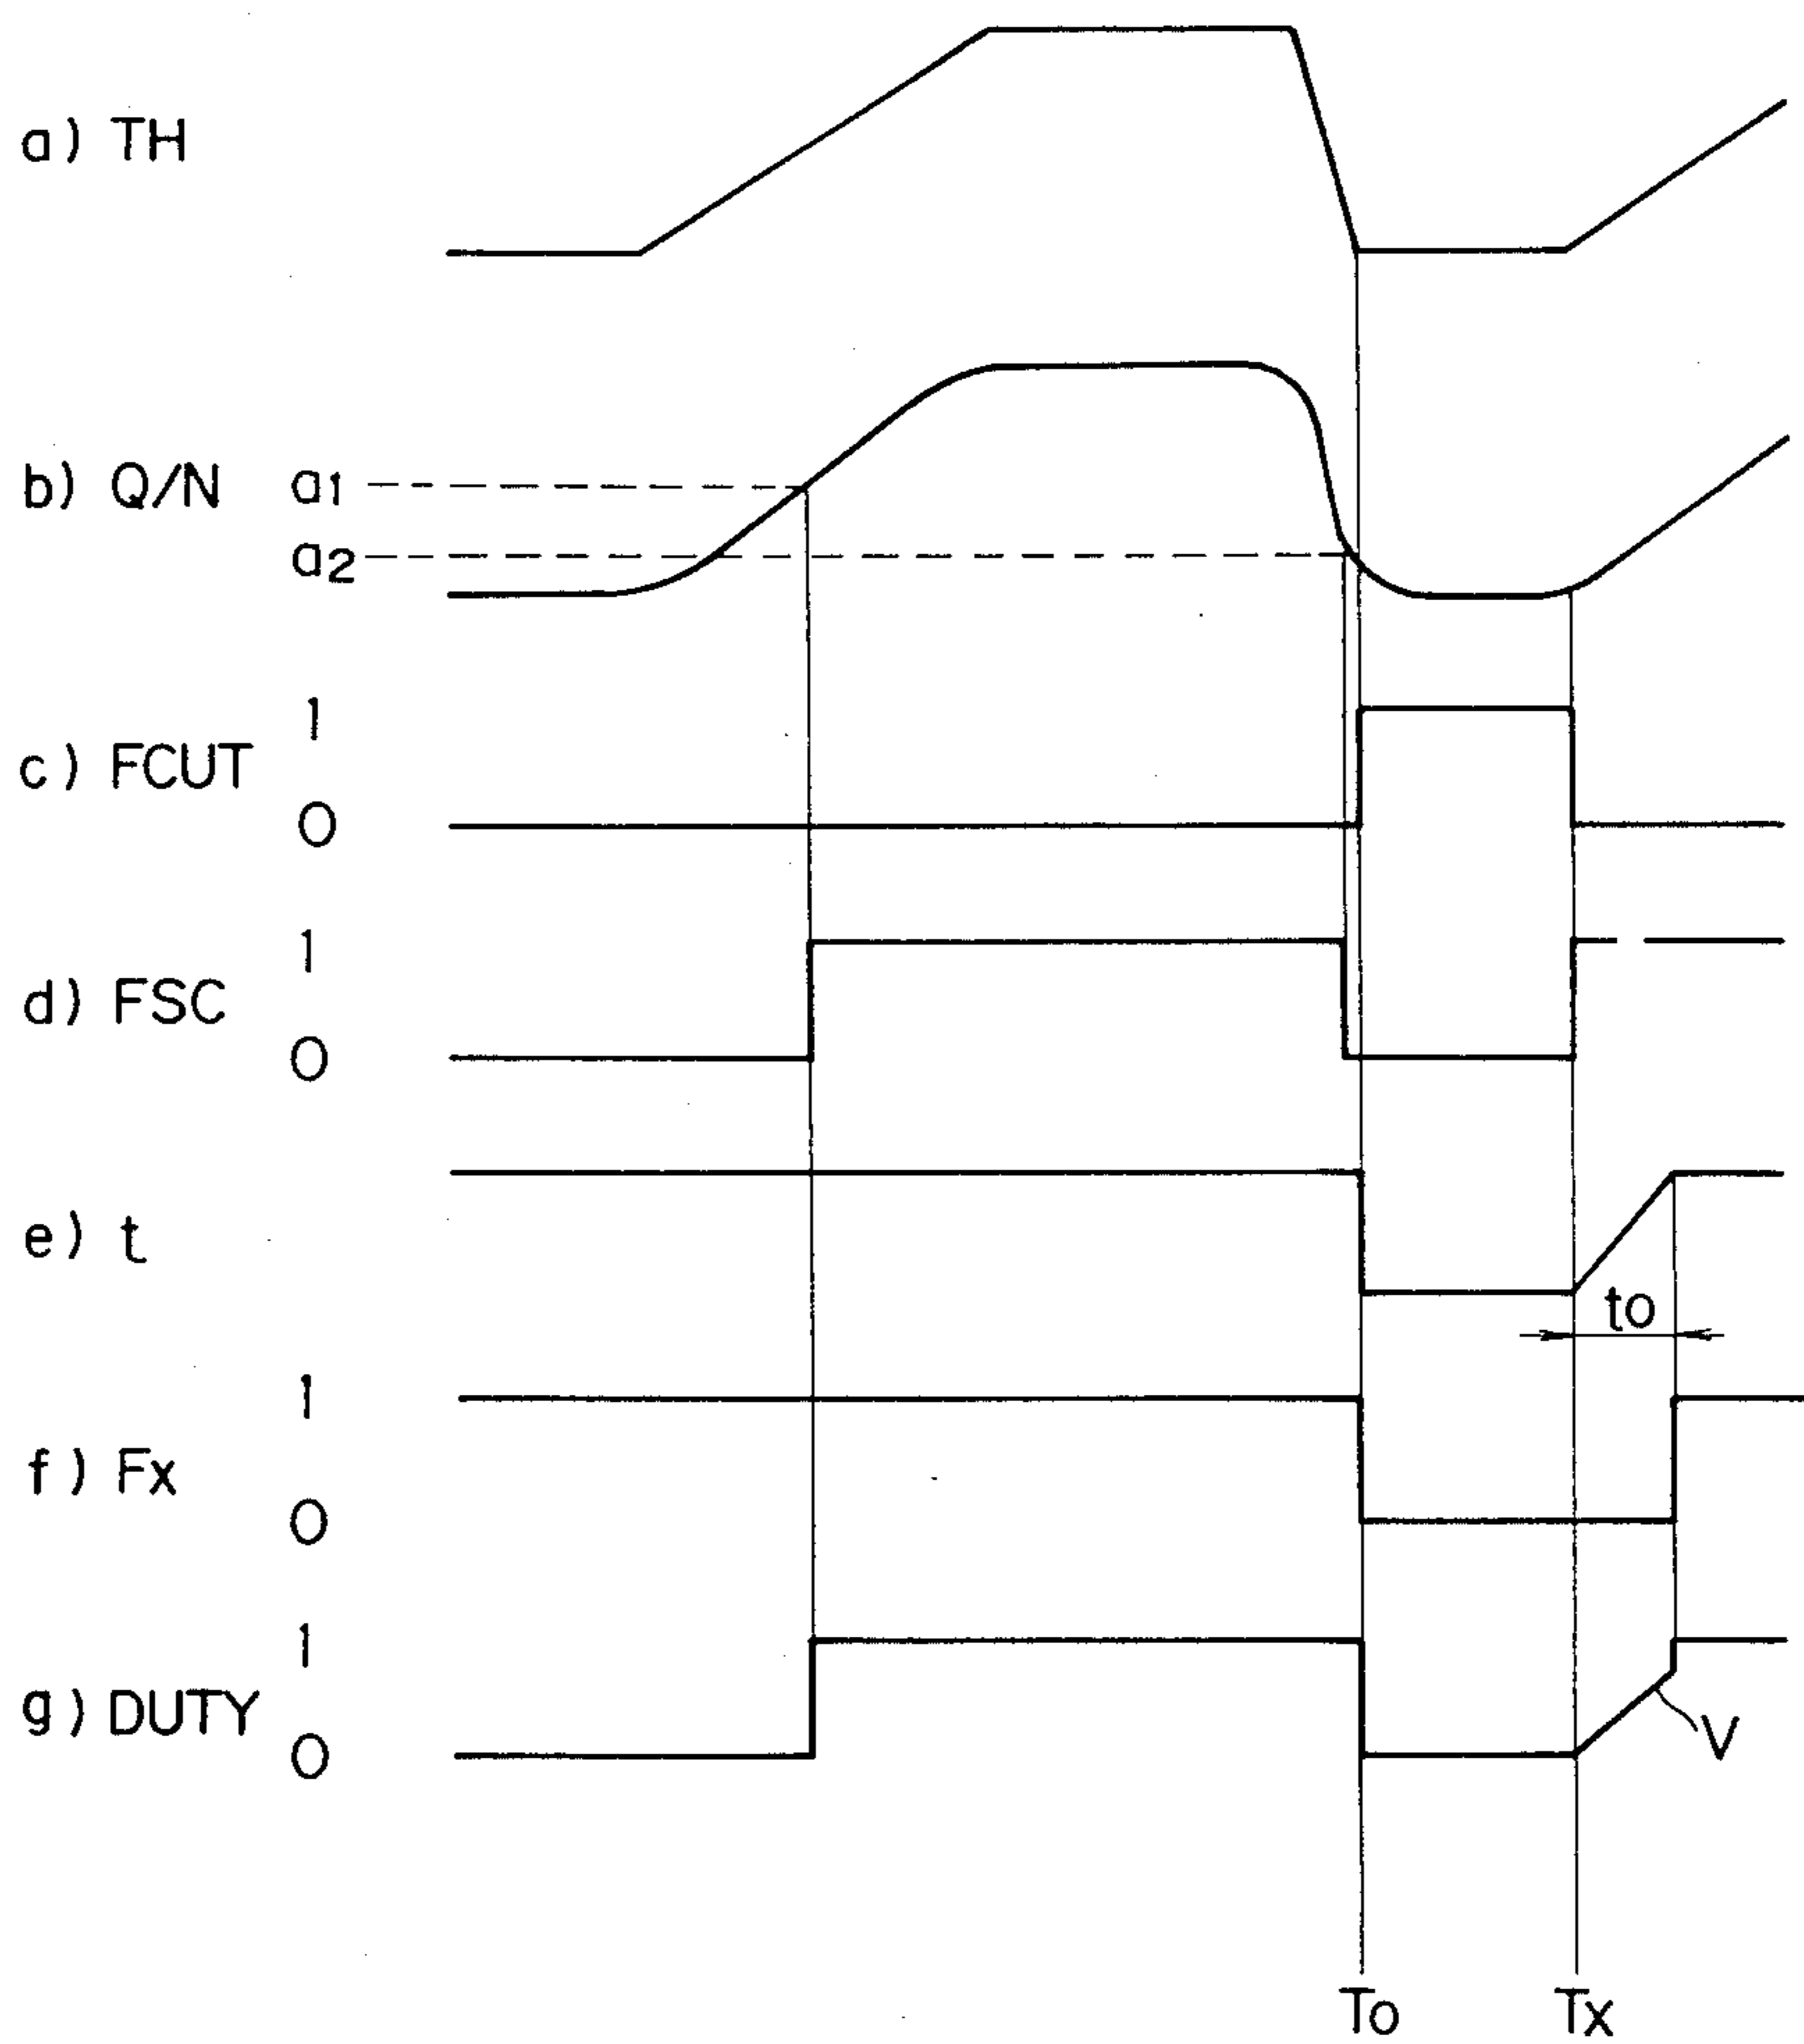 a) TH
b) Q/N
a1
a2
1
c) FCUT
0
1
d) FSC
0
e) t
to
1
f) Fx
0
1
g) DUTY
0
V
To
Tx